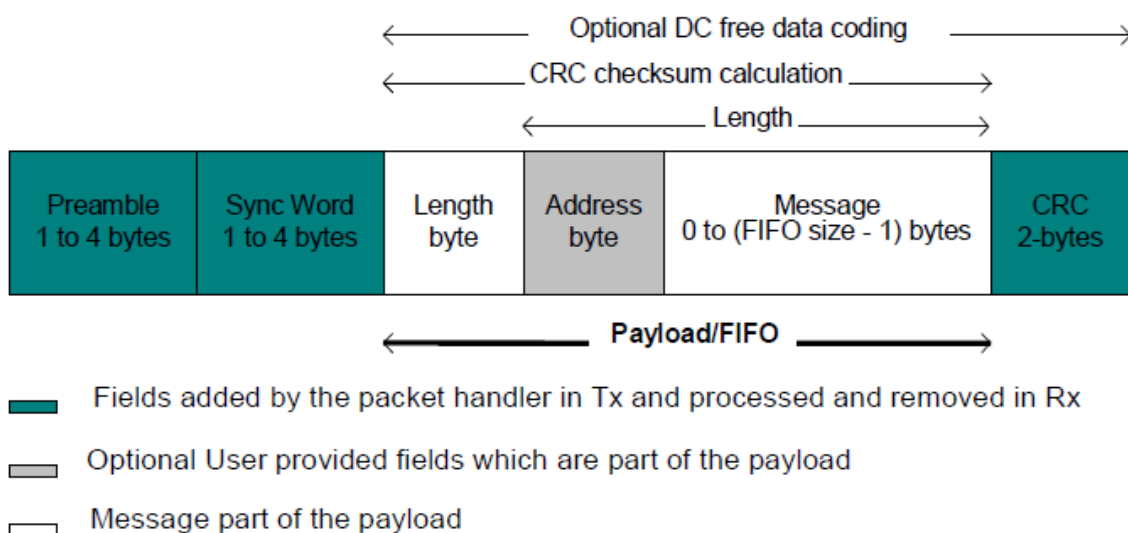 Optional DC free data coding
CRC checksum calculation
Length
Preamble
1 to 4 bytes
Sync Word
1 to 4 bytes
Length
byte
Address
byte
Message
0 to (FIFO size - 1) bytes
CRC
2-bytes
Payload/FIFO
Fields added by the packet handler in Tx and processed and removed in Rx
Optional User provided fields which are part of the payload
Message part of the payload